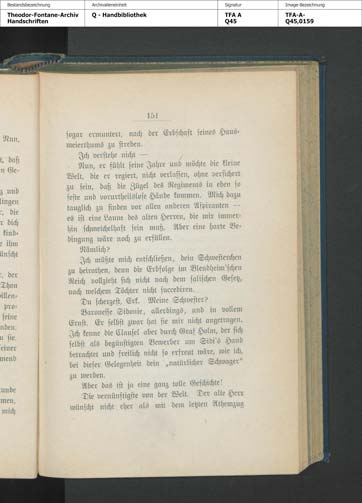 Bestandsbezeichnung
Archivalieneinheit
Signatur
Image-Bezeichnung
Theodor-Fontane-Archiv
Handschriften
Q - Handbibliothek
TFA A
Q45
TFA-A-
Q45,0159
151
sogar ermuntert, nach der Erbschaft seines Haus-
meierthums zu streben.
Ich verstehe nicht —
Nun, er fühlt seine Jahre und möchte die kleine
Welt, die er regiert, nicht verlassen, ohne versichert
zu sein, daß die Zügel des Regiments in eben so
feste und vorurtheilslose Hände kommen. Mich dazu
tauglich zu finden vor allen anderen Aspiranten —
es ist eine Laune des alten Herren, die mir immer-
hin schmeichelhaft sein muß. Aber eine harte Be-
dingung wäre noch zu erfüllen.
Nämlich?
Ich müßte mich entschließen, dein Schwesterchen
zu heirathen, denn die Erbfolge im Blendheim'schen
Reich vollzieht sich nicht nach dem salischen Gesetz,
nach welchem Töchter nicht succediren.
Du scherzest, Erk. Meine Schwester?
Baronesse Sidonie, allerdings, und in vollem
Ernst. Er selbst zwar hat sie mir nicht angetragen.
Ich kenne die Clausel aber durch Graf Holm, der sich
selbst als begünstigten Bewerber um Sidi's Hand
betrachtet und freilich nicht so erfreut wäre, wie ich,
bei dieser Gelegenheit dein „natürlicher Schwager"
zu werden.
Aber das ist ja eine ganz tolle Geschichte!
Die vernünftigste von der Welt. Der alte Herr
wünscht nicht eher als mit dem letzten Athemzug